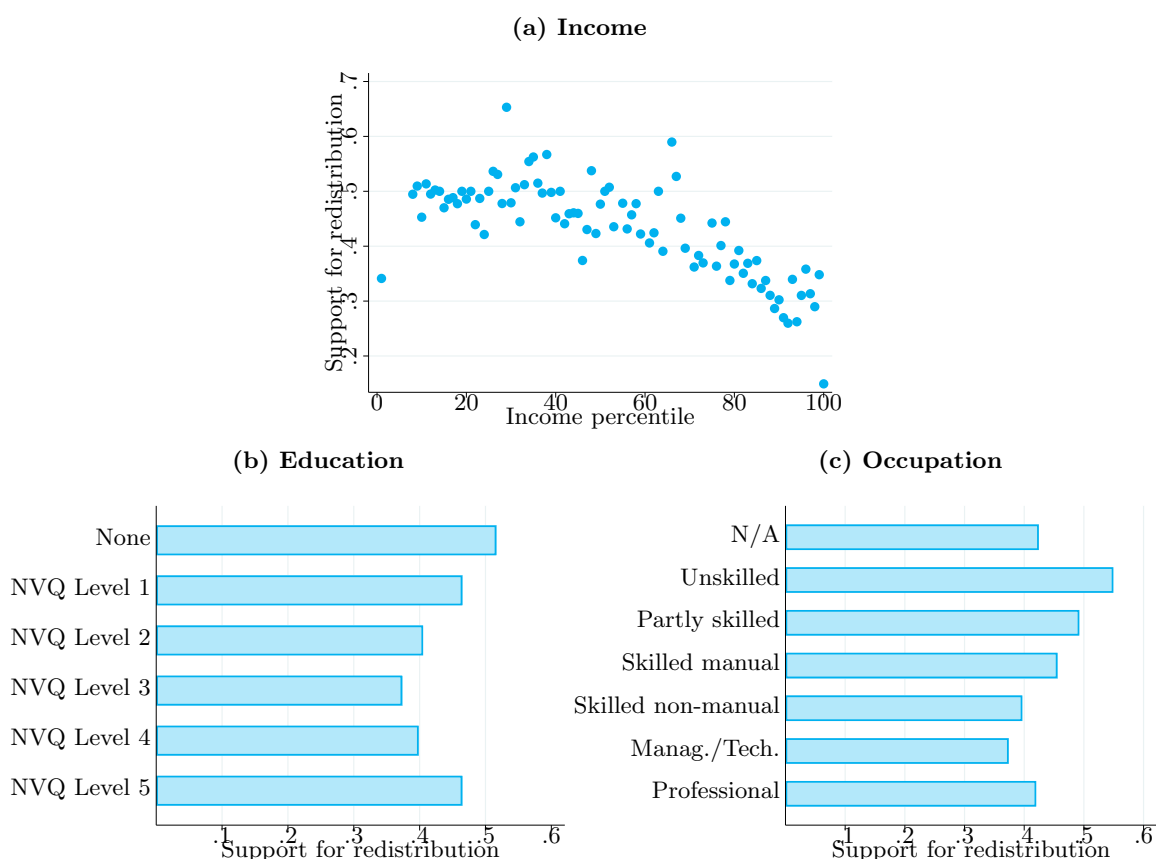 (a) Income
Support for redistribution
.7
.6
.5
.4
.3
.2
0 20 40 60 80 100
Income percentile
(b) Education
None
NVQ Level 1
NVQ Level 2
NVQ Level 3
NVQ Level 4
NVQ Level 5
.1 .2 .3 .4 .5 .6
Support for redistribution
(c) Occupation
N/A
Unskilled
Partly skilled
Skilled manual
Skilled non-manual
Manag./Tech.
Professional
.1 .2 .3 .4 .5 .6
Support for redistribution